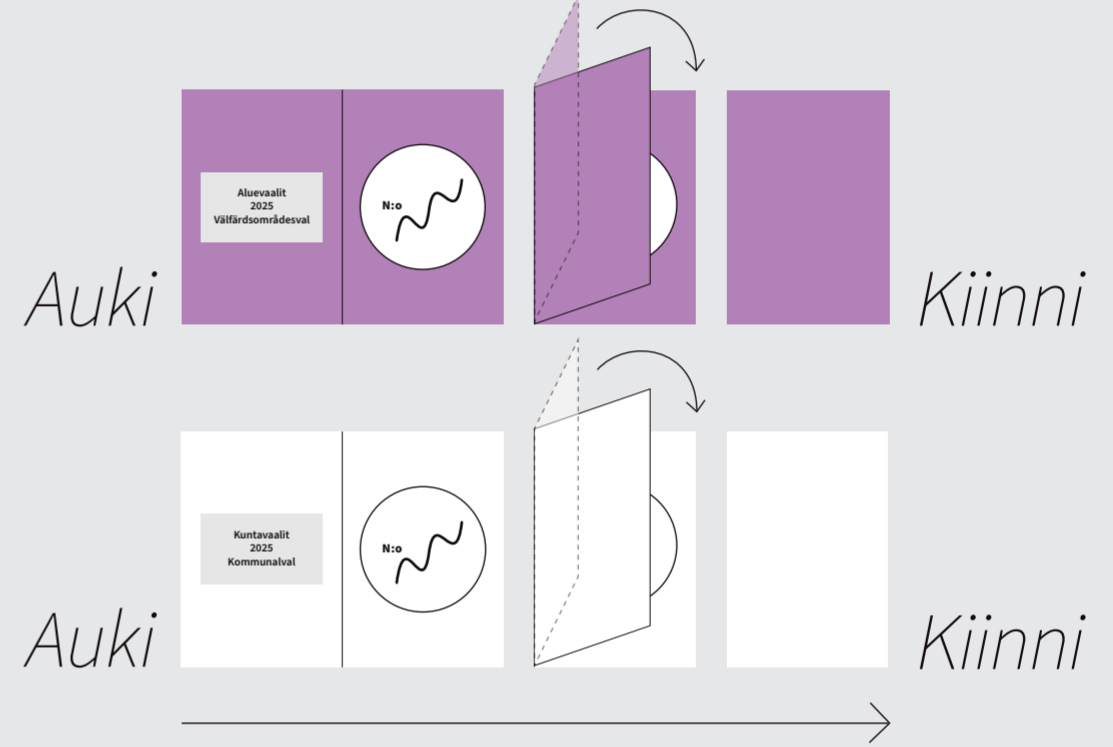 Aluevaalit
2025
Välfärdsområdesval
N:o
Auki
Kiinni
Kuntavaalit
2025
Kommunalval
N:o
Auki
Kiinni